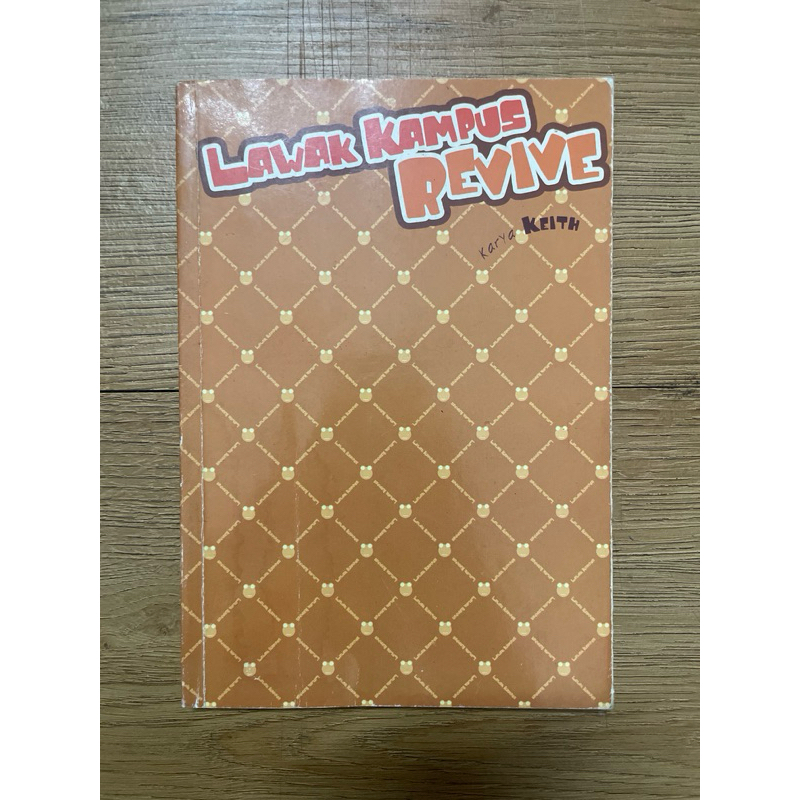 Lawak Kampus
Revive
Karya Keith